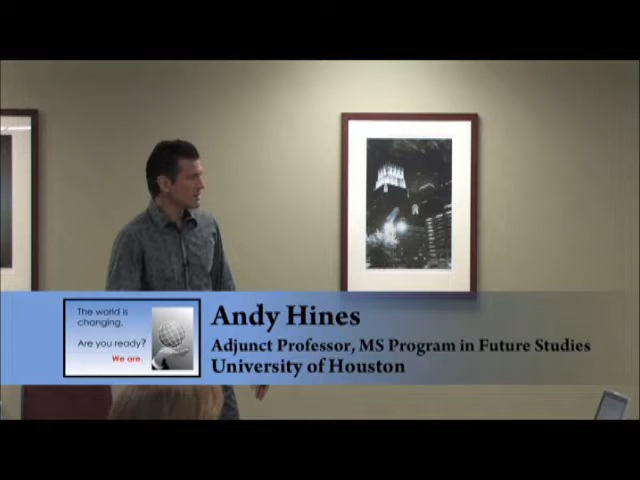 The world is
changing.
Are you ready?
We are.
Andy Hines
Adjunct Professor, MS Program in Future Studies
University of Houston